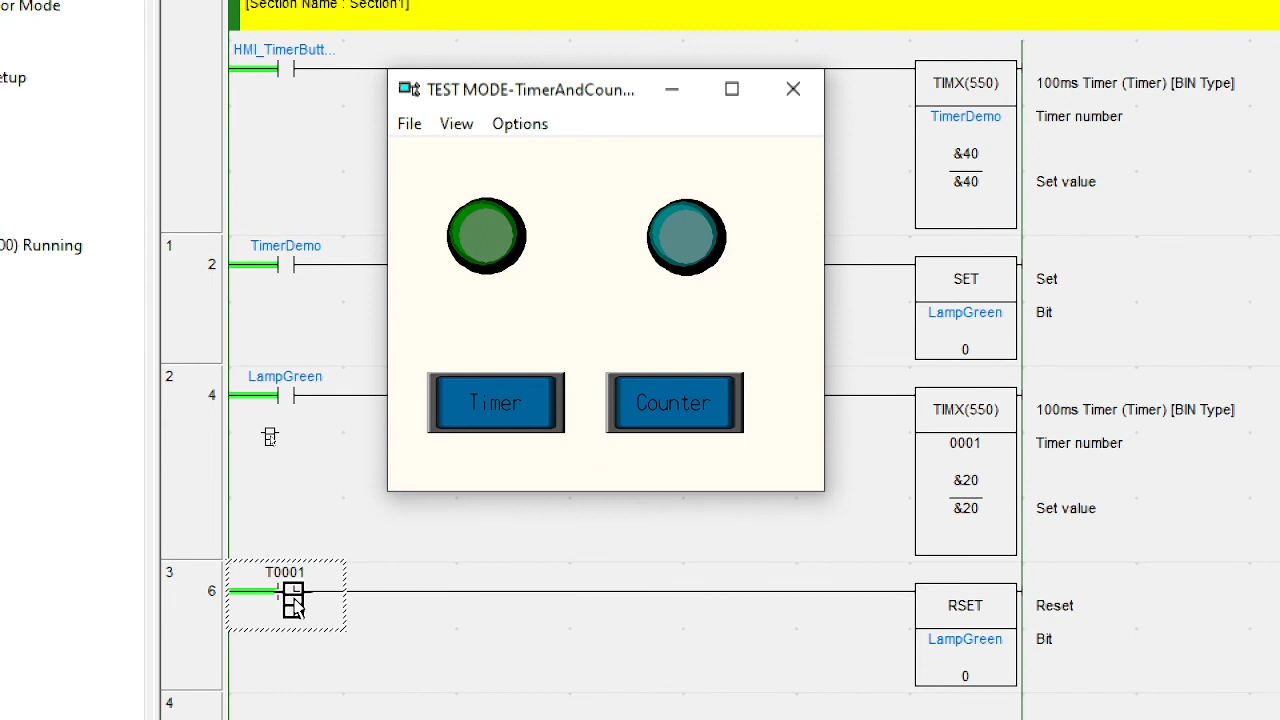 or Mode
[Section Name : Section1]
etup
00) Running
HMI_TimerButt...
TIMX(550)
100ms Timer (Timer) [BIN Type]
TimerDemo
Timer number
&40
&40
Set value
TEST MODE-TimerAndCoun...
File View Options
Timer
Counter
1
2
TimerDemo
SET
Set
LampGreen
Bit
0
2
4
LampGreen
TIMX(550)
100ms Timer (Timer) [BIN Type]
0001
Timer number
&20
&20
Set value
3
6
T0001
RSET
Reset
LampGreen
Bit
0
4